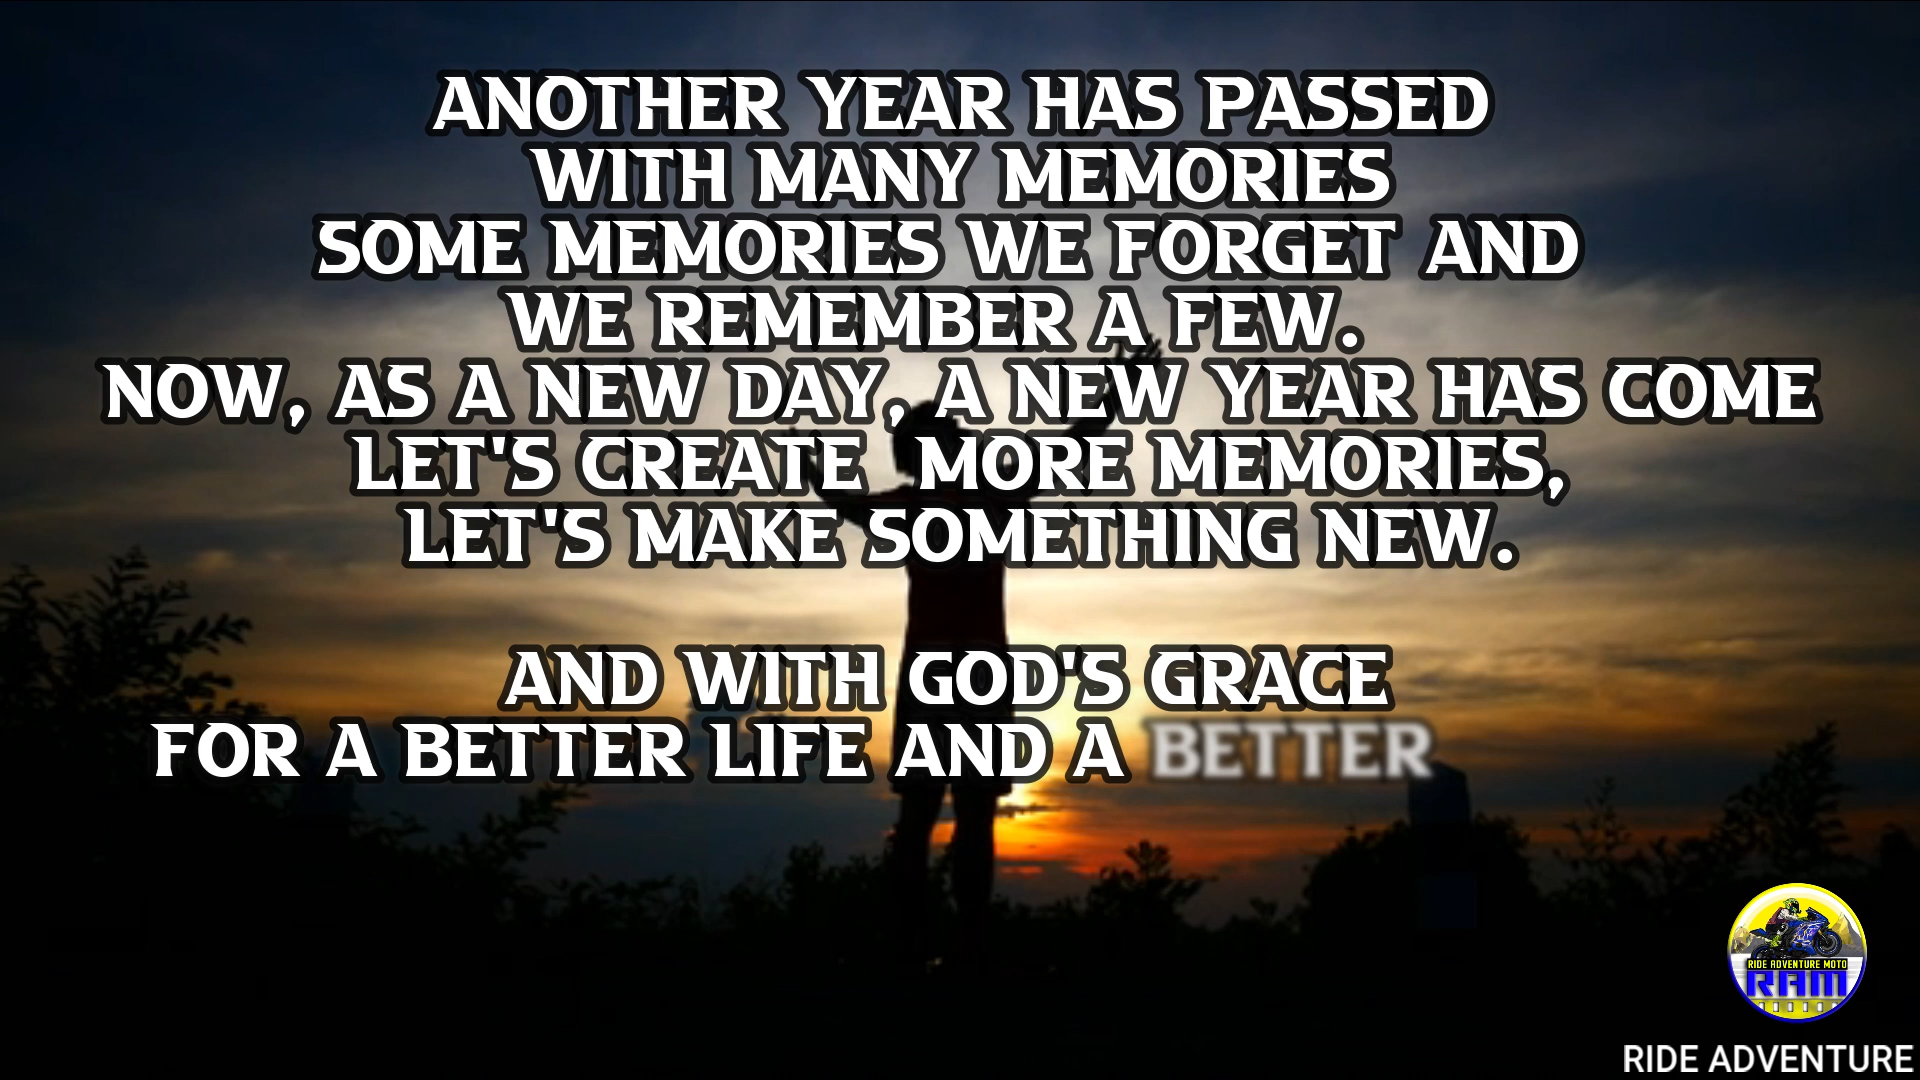 ANOTHER YEAR HAS PASSED
WITH MANY MEMORIES
SOME MEMORIES WE FORGET AND
WE REMEMBER A FEW.
NOW, AS A NEW DAY, A NEW YEAR HAS COME
LET'S CREATE MORE MEMORIES,
LET'S MAKE SOMETHING NEW.
AND WITH GOD'S GRACE
FOR A BETTER LIFE AND A BETTER
RIDE ADVENTURE MOTO
RAM
RIDE ADVENTURE